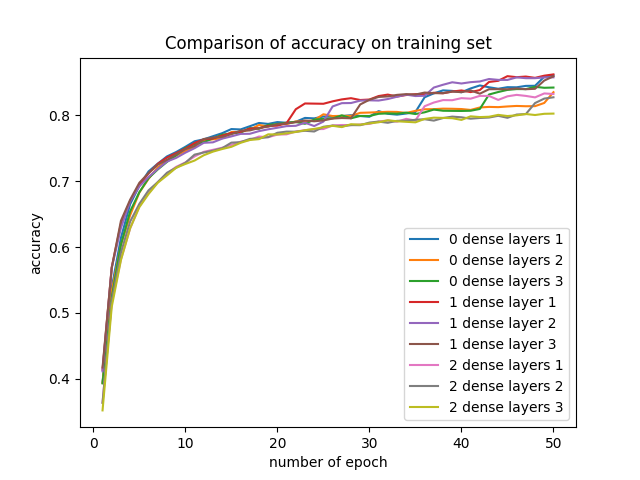 Comparison of accuracy on training set
accuracy
0.8
0.7
0.6
0.5
0.4
0 dense layers 1
0 dense layers 2
0 dense layers 3
1 dense layer 1
1 dense layer 2
1 dense layer 3
2 dense layers 1
2 dense layers 2
2 dense layers 3
0 10 20 30 40 50
number of epoch